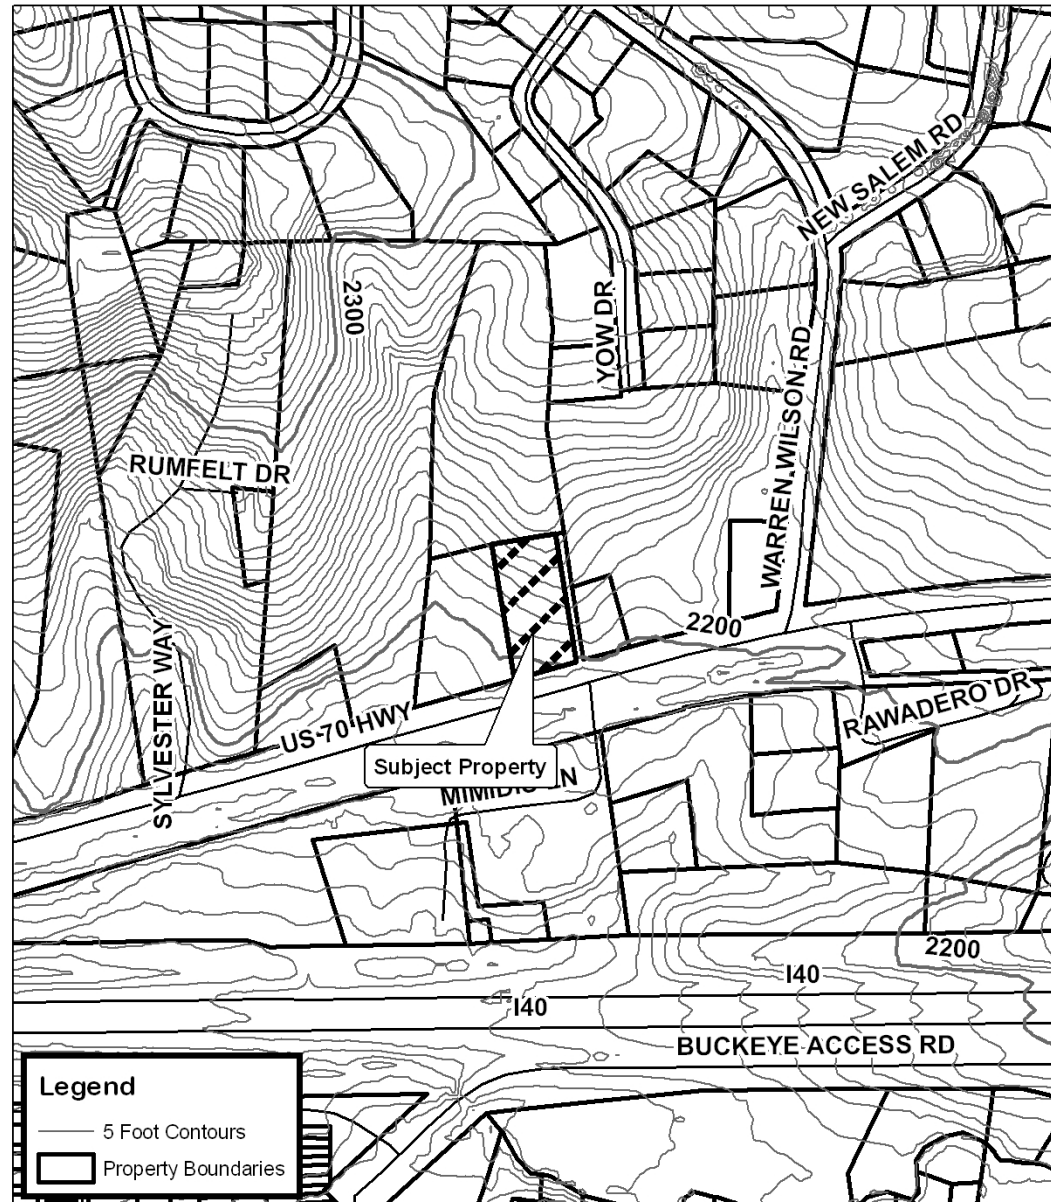 NEW SALEM RD
2300
YOW DR
WARREN WILSON RD
RUMFELT DR
2200
SYLVESTER WAY
US 70 HWY
RAWADERO DR
Subject Property
2200
I40
I40
BUCKEYE ACCESS RD
Legend
5 Foot Contours
Property Boundaries